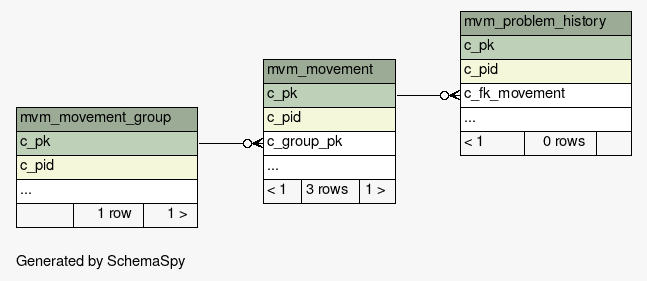 mvm_problem_history
c_pk
c_pid
c_fk_movement
...
< 1 0 rows
mvm_movement
c_pk
c_pid
c_group_pk
...
< 1 3 rows 1 >
mvm_movement_group
c_pk
c_pid
...
1 row 1 >
Generated by SchemaSpy